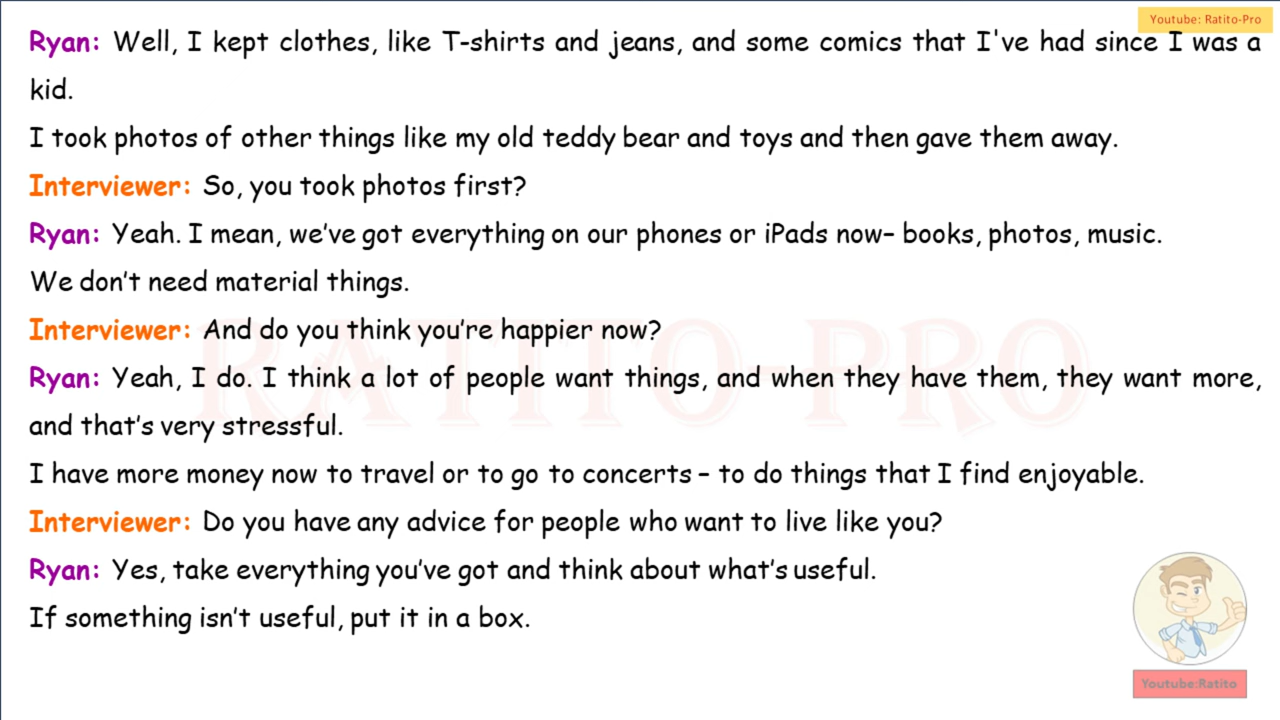 Youtube: Ratito-Pro
Ryan: Well, I kept clothes, like T-shirts and jeans, and some comics that I've had since I was a
kid.
I took photos of other things like my old teddy bear and toys and then gave them away.
Interviewer: So, you took photos first?
Ryan: Yeah. I mean, we've got everything on our phones or iPads now– books, photos, music.
We don't need material things.
Interviewer: And do you think you're happier now?
RATITO-PRO
Ryan: Yeah, I do. I think a lot of people want things, and when they have them, they want more,
and that's very stressful.
I have more money now to travel or to go to concerts – to do things that I find enjoyable.
Interviewer: Do you have any advice for people who want to live like you?
Ryan: Yes, take everything you've got and think about what's useful.
If something isn't useful, put it in a box.
Youtube:Ratito